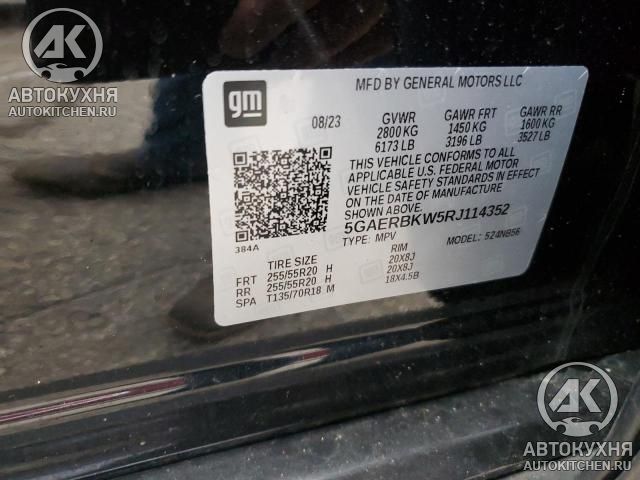 AK
АВТОКУХНЯ
AUTOKITCHEN.RU
gm
MFD BY GENERAL MOTORS LLC
08/23 GVWR GAWR FRT GAWR RR
2800 KG 1450 KG 1600 KG
6173 LB 3196 LB 3527 LB
THIS VEHICLE CONFORMS TO ALL
APPLICABLE U.S. FEDERAL MOTOR
VEHICLE SAFETY STANDARDS IN EFFECT
ON THE DATE OF MANUFACTURE
SHOWN ABOVE.
5GAERBKW5RJ114352
384A TYPE: MPV MODEL: 524NB56
TIRE SIZE RIM
FRT 255/55R20 H 20X8J
RR 255/55R20 H 20X8J
SPA T135/70R18 M 18X4.5B
AK
АВТОКУХНЯ
AUTOKITCHEN.RU